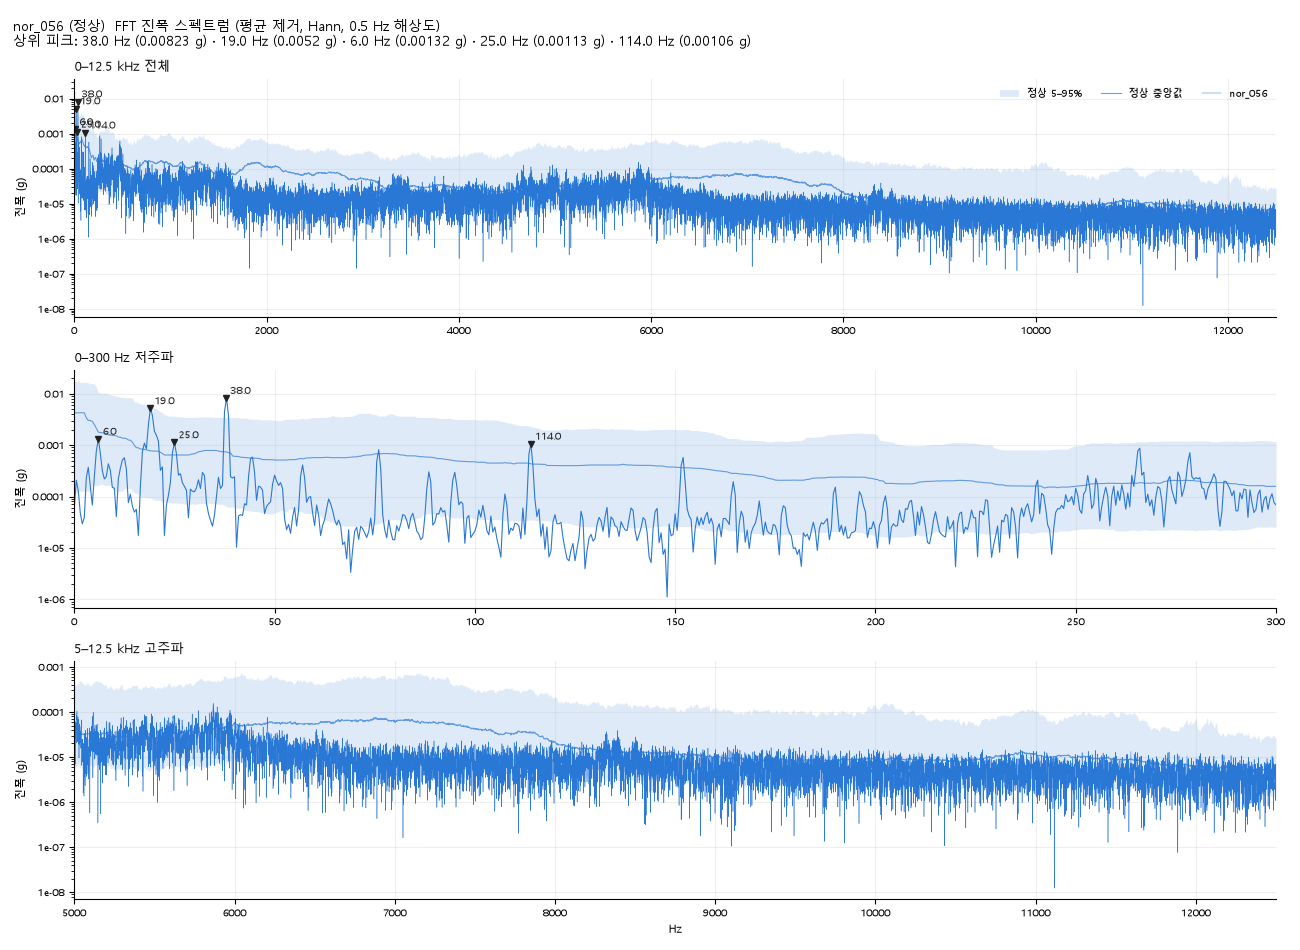 nor_056 (정상) FFT 진폭 스펙트럼 (평균 제거, Hann, 0.5 Hz 해상도)
상위 피크: 38.0 Hz (0.00823 g) · 19.0 Hz (0.0052 g) · 6.0 Hz (0.00132 g) · 25.0 Hz (0.00113 g) · 114.0 Hz (0.00106 g)
0–12.5 kHz 전체
정상 5–95% 정상 중앙값 nor_056
38.0
19.0
6.0
114.0
진폭 (g)
0.01
0.001
0.0001
1e-05
1e-06
1e-07
1e-08
0 2000 4000 6000 8000 10000 12000
0–300 Hz 저주파
38.0
19.0
6.0
25.0
114.0
진폭 (g)
0.01
0.001
0.0001
1e-05
1e-06
0 50 100 150 200 250 300
5–12.5 kHz 고주파
진폭 (g)
0.001
0.0001
1e-05
1e-06
1e-07
1e-08
5000 6000 7000 8000 9000 10000 11000 12000
Hz